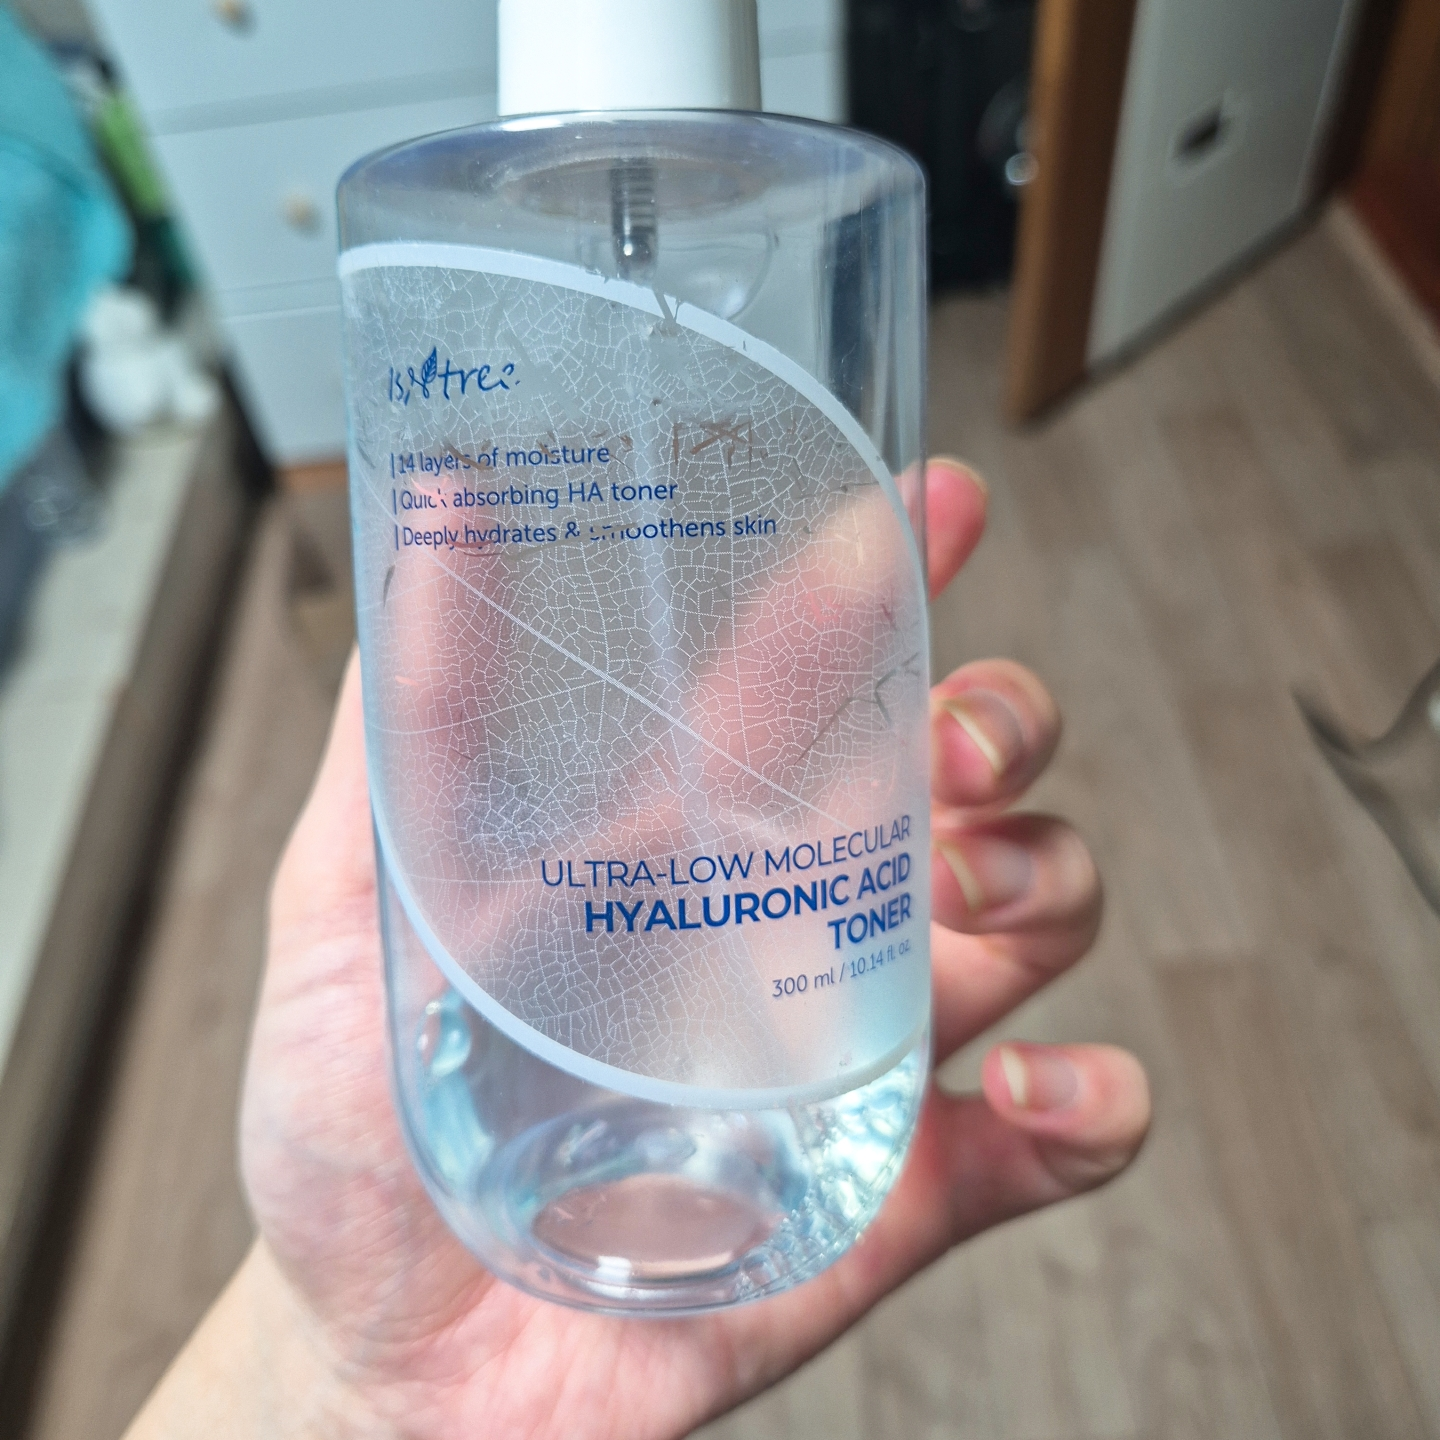 Isntree
14 layers of moisture
Quick absorbing HA toner
Deeply hydrates & smoothens skin
ULTRA-LOW MOLECULAR
HYALURONIC ACID
TONER
300 ml / 10.14 fl. oz.